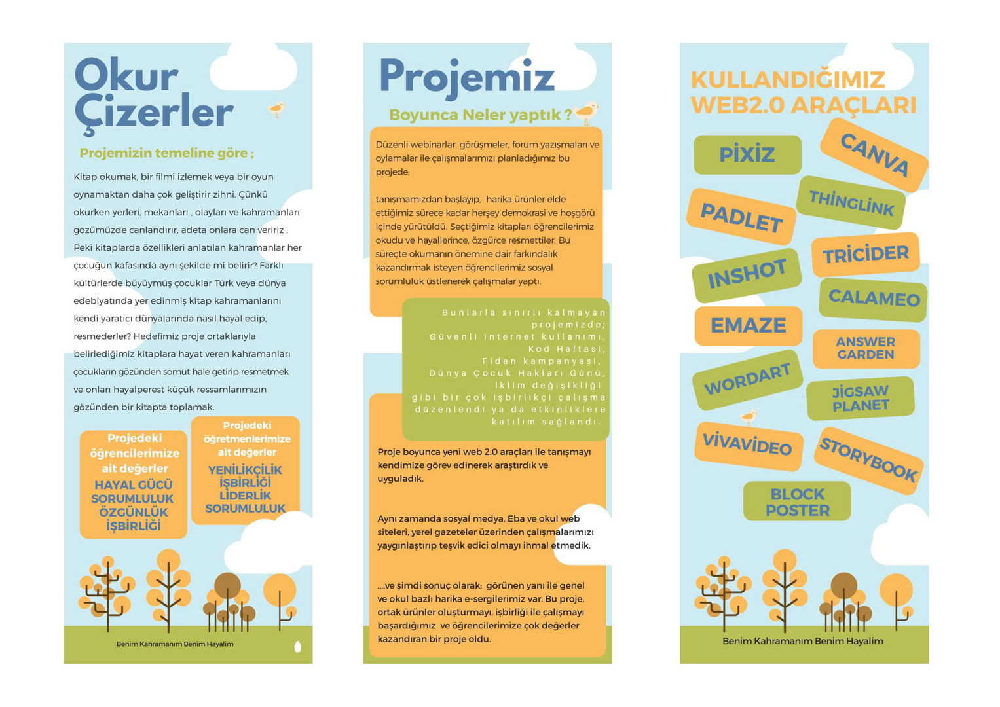 Okur
Çizerler
Projemizin temeline göre ;
Kitap okumak, bir filmi izlemek veya bir oyun
oynamaktan daha çok geliştirir zihni. Çünkü
okurken yerleri, mekanları , olayları ve kahramanları
gözümüzde canlandırır, adeta onlara can veririz .
Peki kitaplarda özellikleri anlatılan kahramanlar her
çocuğun kafasında aynı şekilde mi belirir? Farklı
kültürlerde büyüymüş çocuklar Türk veya dünya
edebiyatında yer edinmiş kitap kahramanlarını
kendi yaratıcı dünyalarında nasıl hayal edip,
resmederler? Hedefimiz proje ortaklarıyla
belirlediğimiz kitaplara hayat veren kahramanları
çocukların gözünden somut hale getirip resmetmek
ve onları hayalperest küçük ressamlarımızın
gözünden bir kitapta toplamak.
Projedeki
öğrencilerimize
ait değerler
HAYAL GÜCÜ
SORUMLULUK
ÖZGÜNLÜK
İŞBİRLİĞİ
Projedeki
öğretmenlerimize
ait değerler
YENİLİKÇİLİK
İŞBİRLİĞİ
LİDERLİK
SORUMLULUK
Benim Kahramanım Benim Hayalim
Projemiz
Boyunca Neler yaptık ?
Düzenli webinarlar, görüşmeler, forum yazışmaları ve
oylamalar ile çalışmalarımızı planladığımız bu
projede;
tanışmamızdan başlayıp, harika ürünler elde
ettiğimiz sürece kadar herşey demokrasi ve hoşgörü
içinde yürütüldü. Seçtiğimiz kitapları öğrencilerimiz
okudu ve hayallerince, özgürce resmettiler. Bu
süreçte okumanın önemine dair farkındalık
kazandırmak isteyen öğrencilerimiz sosyal
sorumluluk üstlenerek çalışmalar yaptı.
Bunlarla sınırlı kalmayan
projemizde;
Güvenli internet kullanımı,
Kod Haftası,
Fidan kampanyası,
Dünya Çocuk Hakları Günü,
İklim değişikliği
gibi bir çok işbirlikçi çalışma
düzenlendi ya da etkinliklere
katılım sağlandı.
Proje boyunca yeni web 2.0 araçları ile tanışmayı
kendimize görev edinerek araştırdık ve
uyguladık.
Aynı zamanda sosyal medya, Eba ve okul web
siteleri, yerel gazeteler üzerinden çalışmalarımızı
yaygınlaştırıp teşvik edici olmayı ihmal etmedik.
....ve şimdi sonuç olarak; görünen yanı ile genel
ve okul bazlı harika e-sergilerimiz var. Bu proje,
ortak ürünler oluşturmayı, işbirliği ile çalışmayı
başardığımız ve öğrencilerimize çok değerler
kazandıran bir proje oldu.
KULLANDIĞIMIZ
WEB2.0 ARAÇLARI
PİXİZ
CANVA
THİNGLİNK
PADLET
TRİCİDER
INSHOT
CALAMEO
EMAZE
ANSWER
GARDEN
WORDART
JİGSAW
PLANET
VİVAVİDEO
STORYBOOK
BLOCK
POSTER
Benim Kahramanım Benim Hayalim